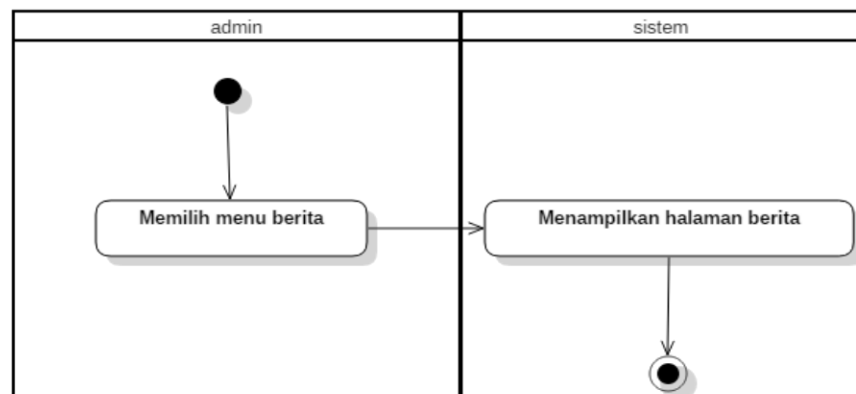 admin
sistem
Memilih menu berita
Menampilkan halaman berita